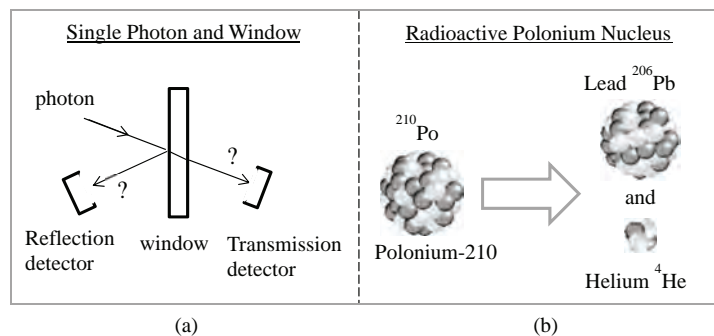 Single Photon and Window
photon
?
?
Reflection
detector
window
Transmission
detector
(a)
Radioactive Polonium Nucleus
²¹⁰Po
Polonium-210
Lead ²⁰⁶Pb
and
Helium ⁴He
(b)